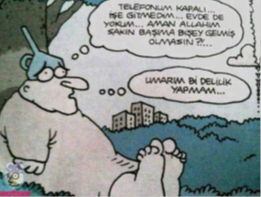 TELEFONUM KAPALI...
İŞE GİTMEDİM... EVDE DE
YOKUM... AMAN ALLAHIM
SAKIN BAŞIMA BİŞEY GELMİŞ
OLMASIN?!...
UMARIM Bİ DELİLİK
YAPMAM...